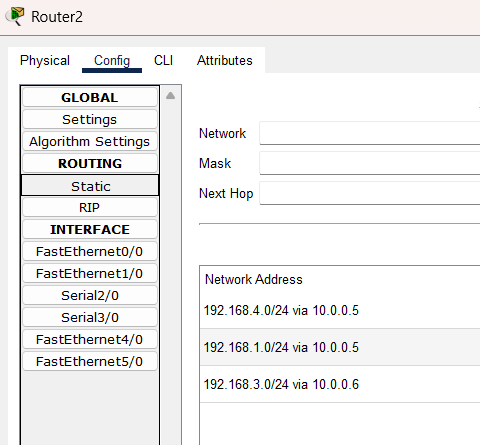 Router2
Physical Config CLI Attributes
GLOBAL
Settings
Algorithm Settings
ROUTING
Static
RIP
INTERFACE
FastEthernet0/0
FastEthernet1/0
Serial2/0
Serial3/0
FastEthernet4/0
FastEthernet5/0
Network
Mask
Next Hop
Network Address
192.168.4.0/24 via 10.0.0.5
192.168.1.0/24 via 10.0.0.5
192.168.3.0/24 via 10.0.0.6